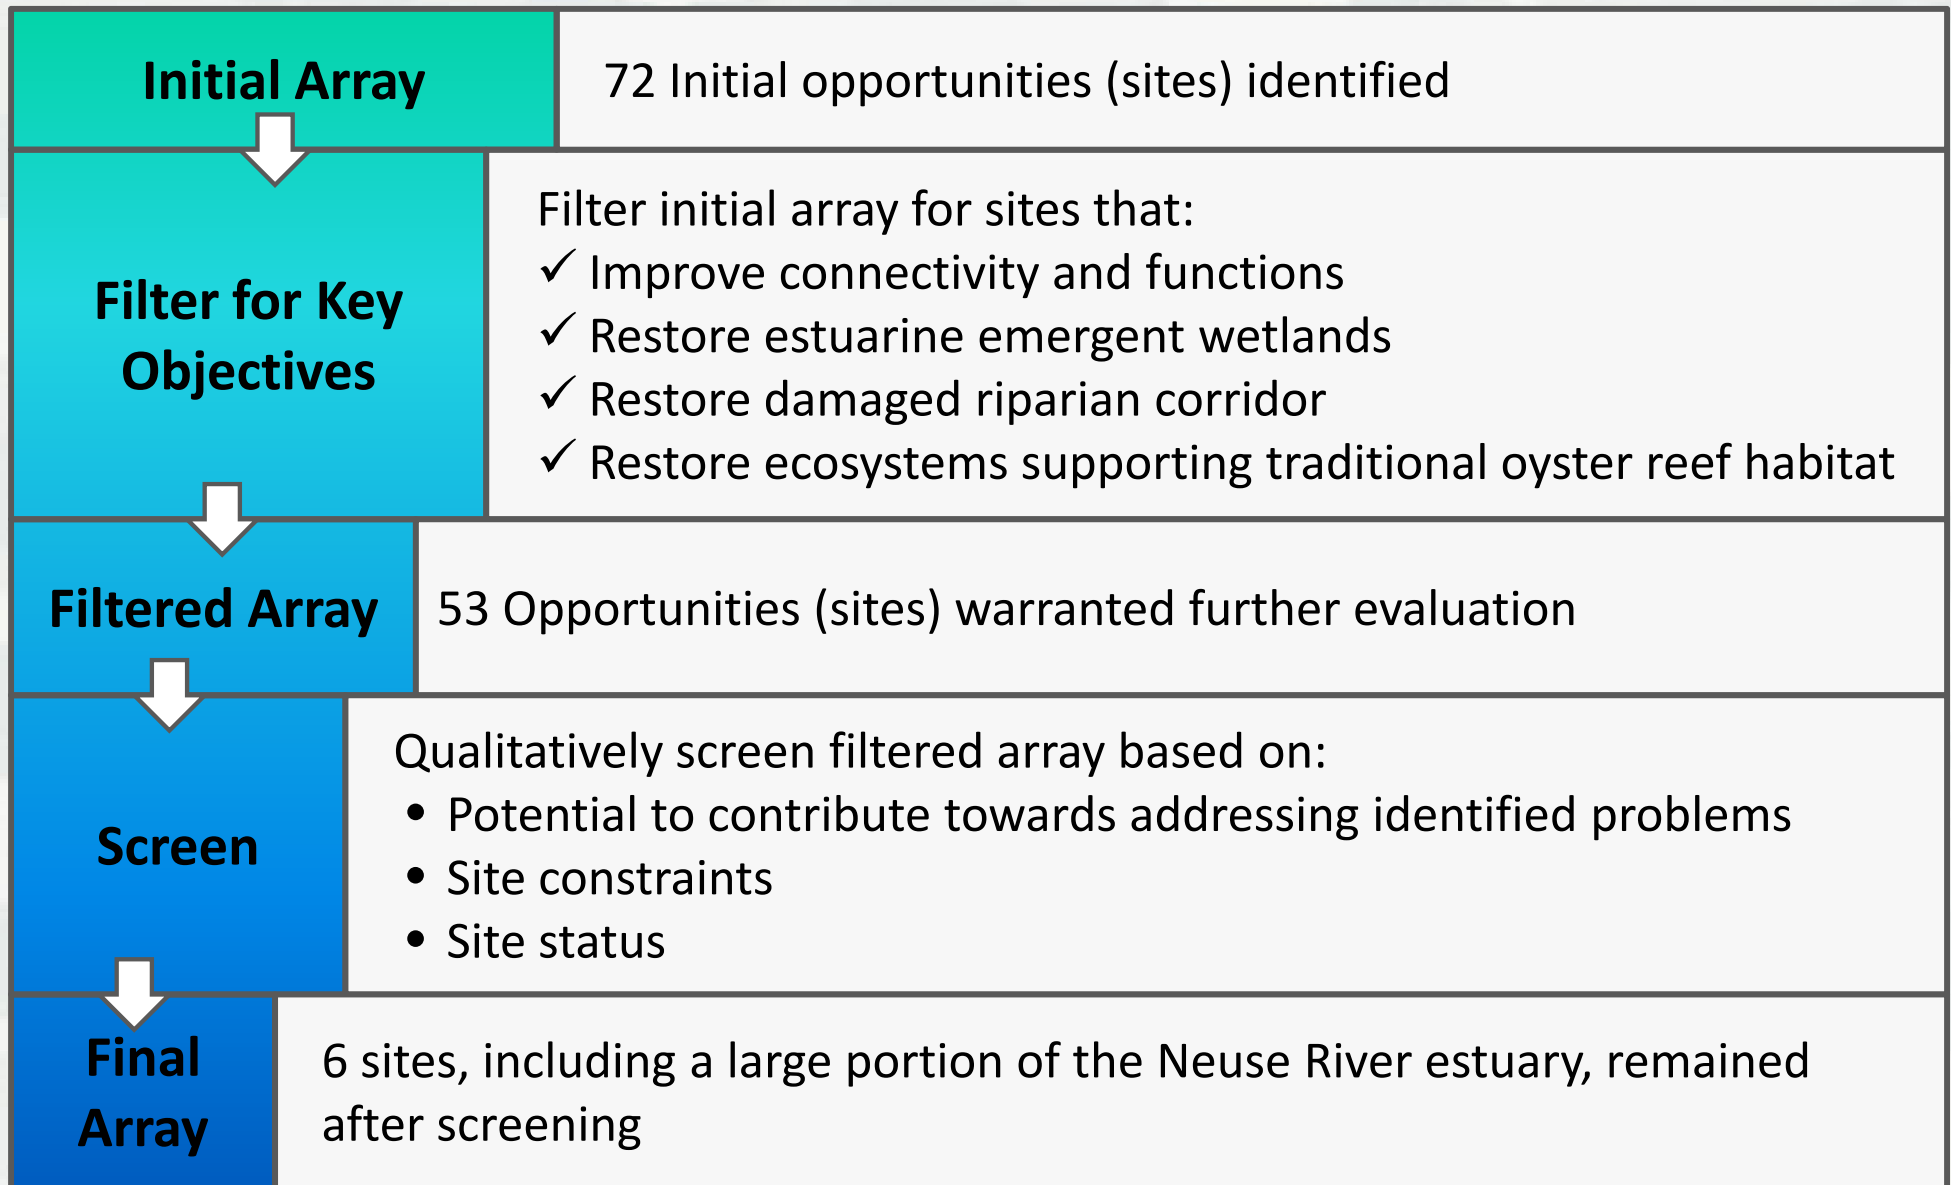 Initial Array
72 Initial opportunities (sites) identified
Filter for Key
Objectives
Filter initial array for sites that:
✓ Improve connectivity and functions
✓ Restore estuarine emergent wetlands
✓ Restore damaged riparian corridor
✓ Restore ecosystems supporting traditional oyster reef habitat
Filtered Array
53 Opportunities (sites) warranted further evaluation
Screen
Qualitatively screen filtered array based on:
• Potential to contribute towards addressing identified problems
• Site constraints
• Site status
Final
Array
6 sites, including a large portion of the Neuse River estuary, remained
after screening